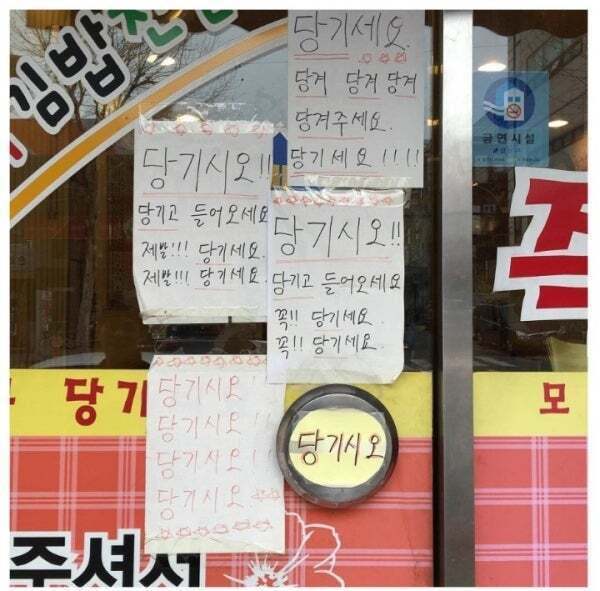 김밥천
당기세요.
당겨 당겨 당겨
당겨주세요.
당기세요!!!!
금연시설
당기시오!!
당기고 들어오세요
제발!!! 당기세요.
제발!!! 당기세요.
당기시오!!
담기고 들어오세요
꼭!! 당기세요.
꼭!! 당기세요.
당기시오!
당기시오!!
당기시오!
당기시오
당기시오
당기
모
주셔서